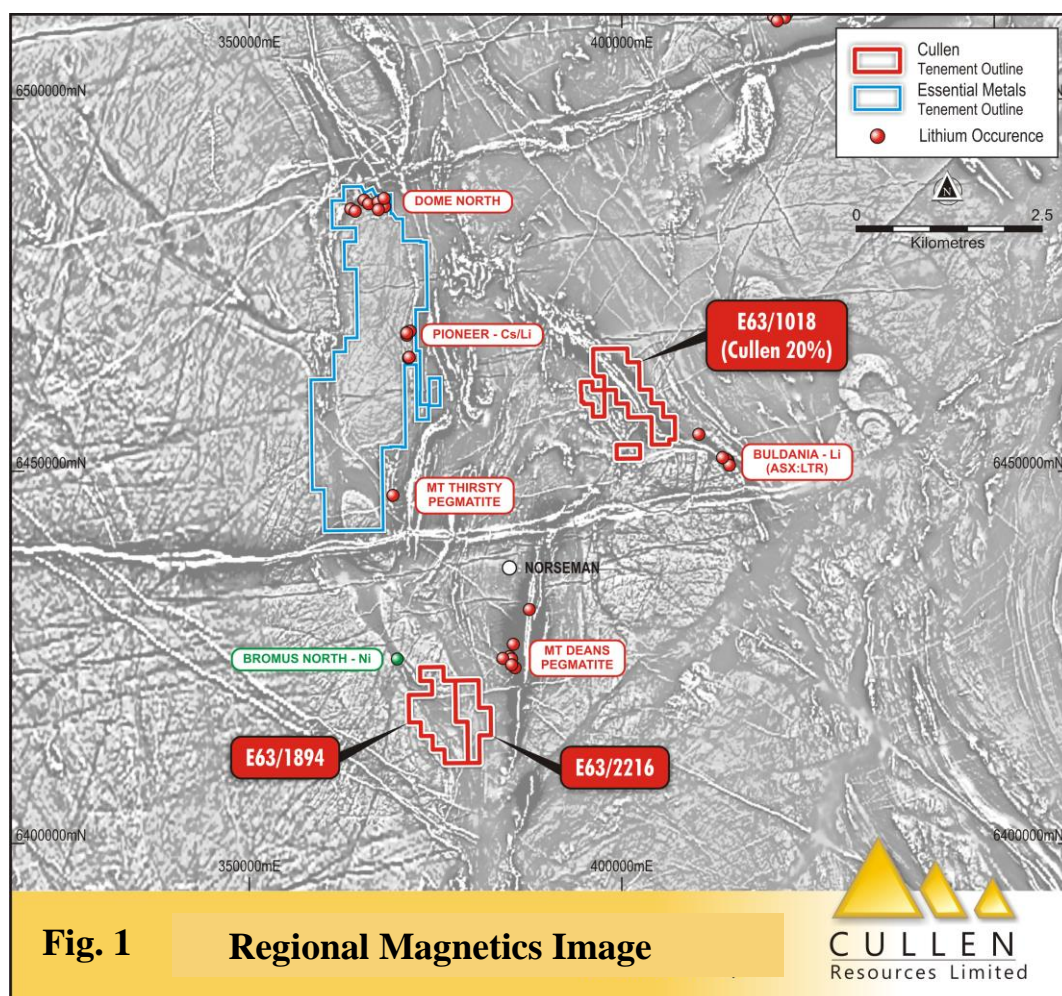 350000mE
400000mE
Cullen
Tenement Outline
Essential Metals
Tenement Outline
Lithium Occurence
6500000mN
N
0
2.5
Kilometres
DOME NORTH
PIONEER - Cs/Li
E63/1018
(Cullen 20%)
6450000mN
6450000mN
BULDANIA - Li
(ASX:LTR)
MT THIRSTY
PEGMATITE
NORSEMAN
BROMUS NORTH - Ni
MT DEANS
PEGMATITE
E63/1894
E63/2216
6400000mN
6400000mN
350000mE
400000mE
Fig. 1
Regional Magnetics Image
CULLEN
Resources Limited